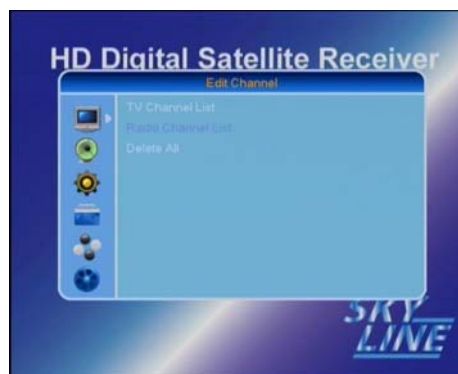 HD Digital Satellite Receiver
Edit Channel
TV Channel List
Radio Channel List
Delete All
SKY
LINE